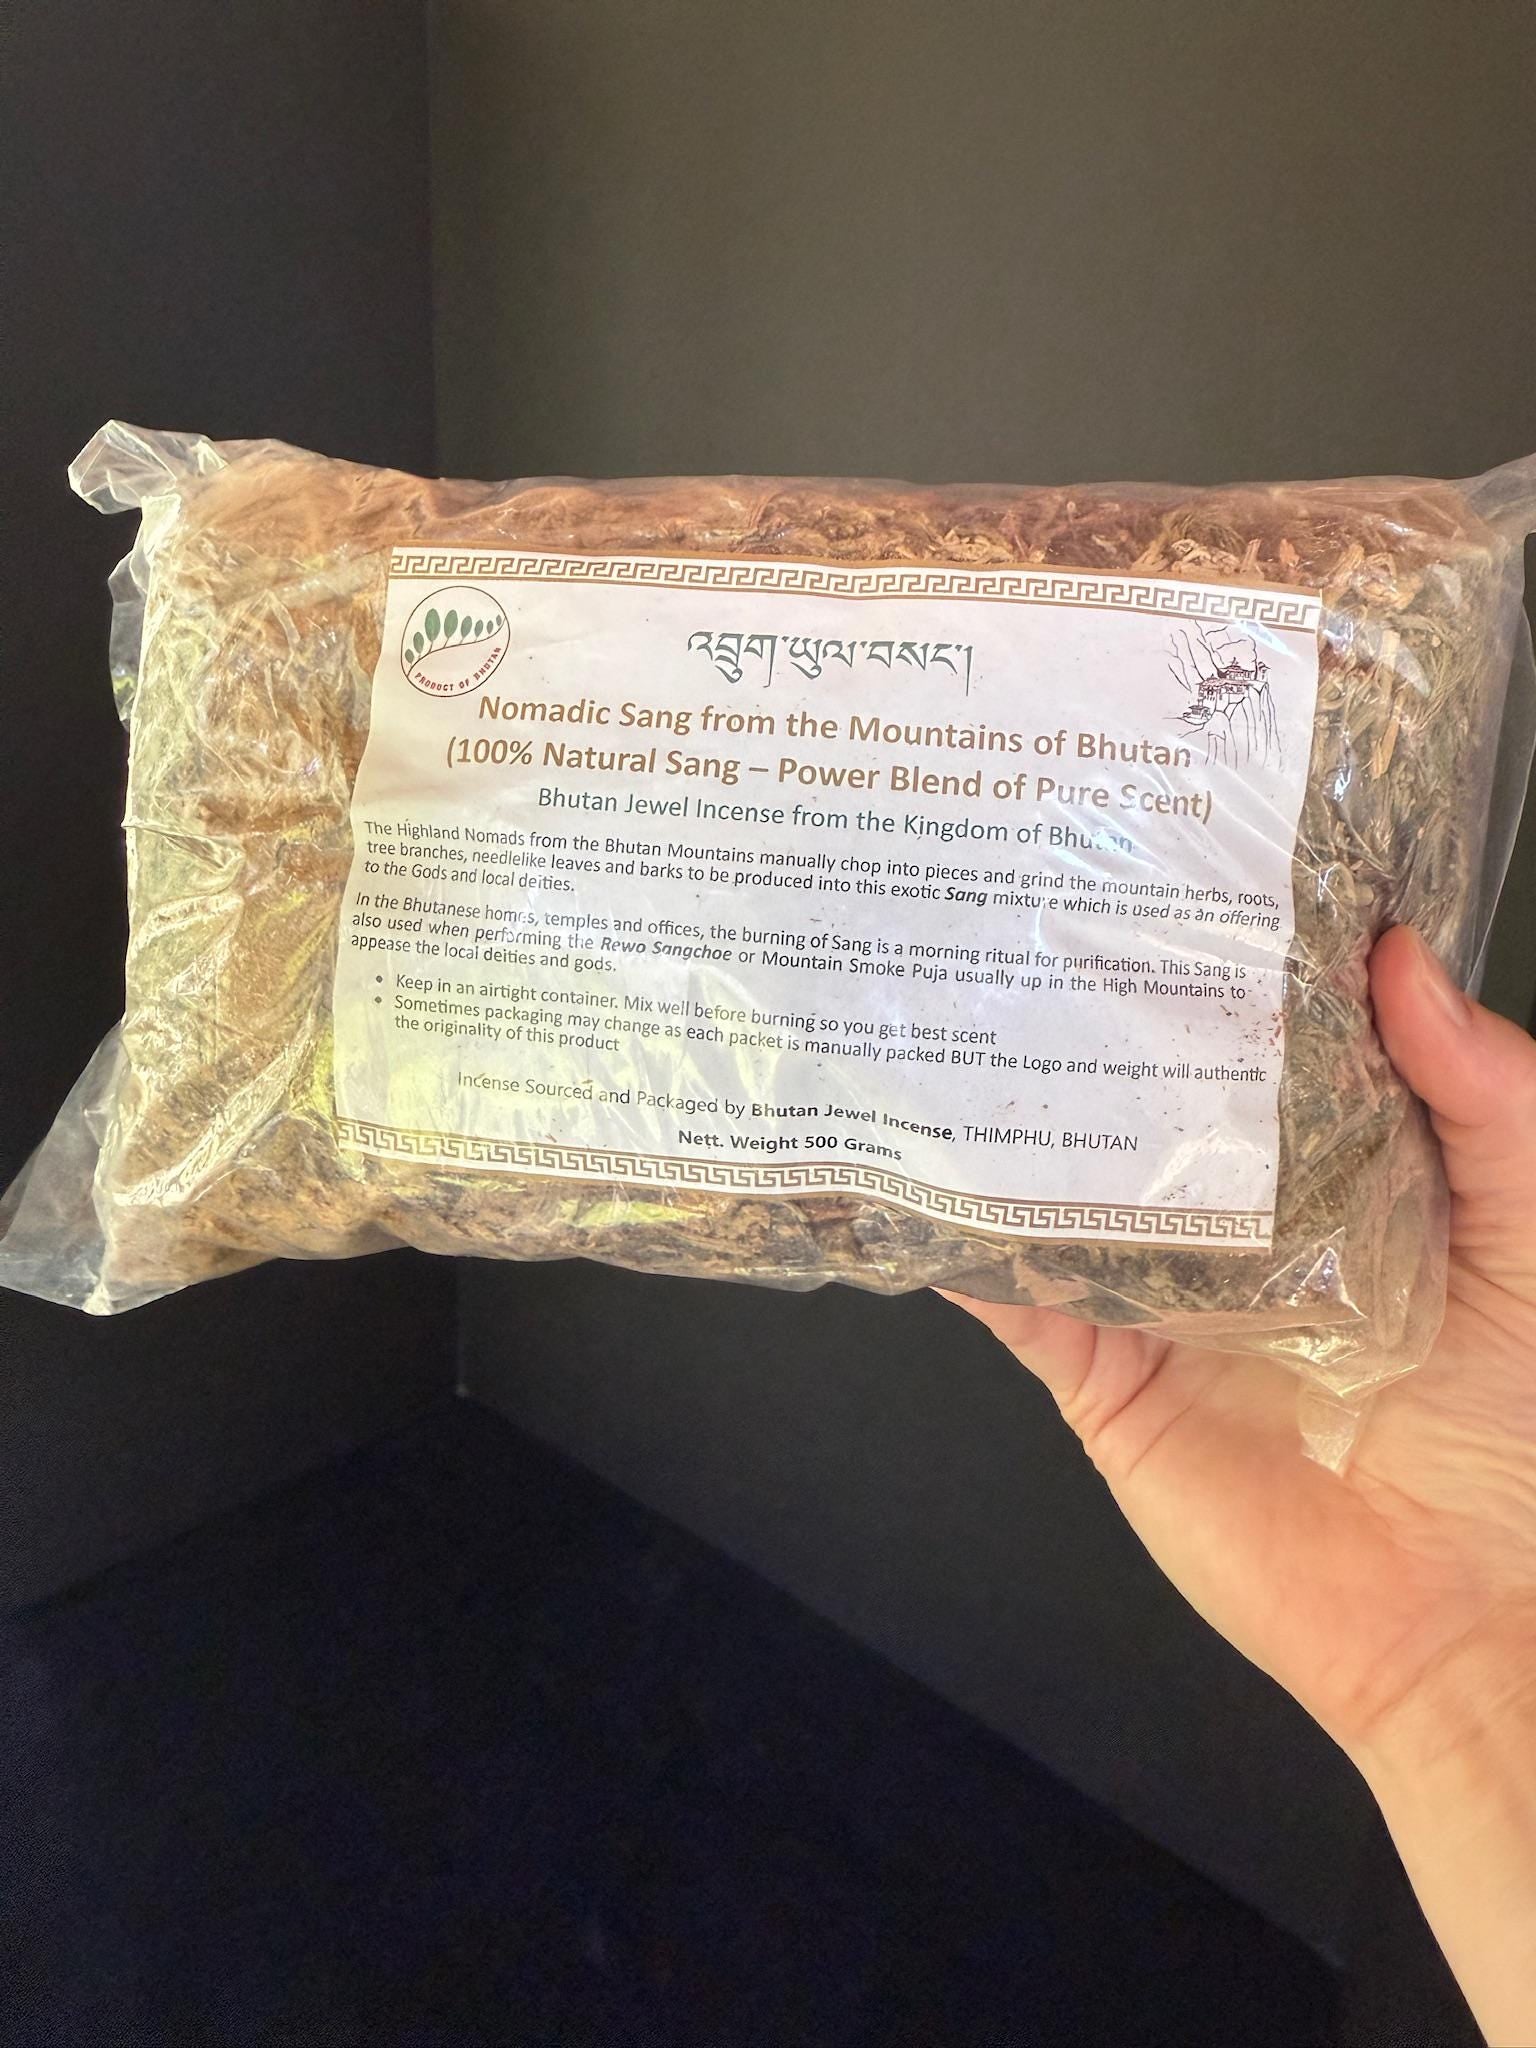 PRODUCT OF BHUTAN
འབྲུག་ཡུལ་བསང་།
Nomadic Sang from the Mountains of Bhutan
(100% Natural Sang – Power Blend of Pure Scent)
Bhutan Jewel Incense from the Kingdom of Bhutan
The Highland Nomads from the Bhutan Mountains manually chop into pieces and grind the mountain herbs, roots,
tree branches, needlelike leaves and barks to be produced into this exotic Sang mixture which is used as an offering
to the Gods and local deities.
In the Bhutanese homes, temples and offices, the burning of Sang is a morning ritual for purification. This Sang is
also used when performing the Rewo Sangchoe or Mountain Smoke Puja usually up in the High Mountains to
appease the local deities and gods.
• Keep in an airtight container. Mix well before burning so you get best scent
• Sometimes packaging may change as each packet is manually packed BUT the Logo and weight will authentic
the originality of this product
Incense Sourced and Packaged by Bhutan Jewel Incense, THIMPHU, BHUTAN
Nett. Weight 500 Grams